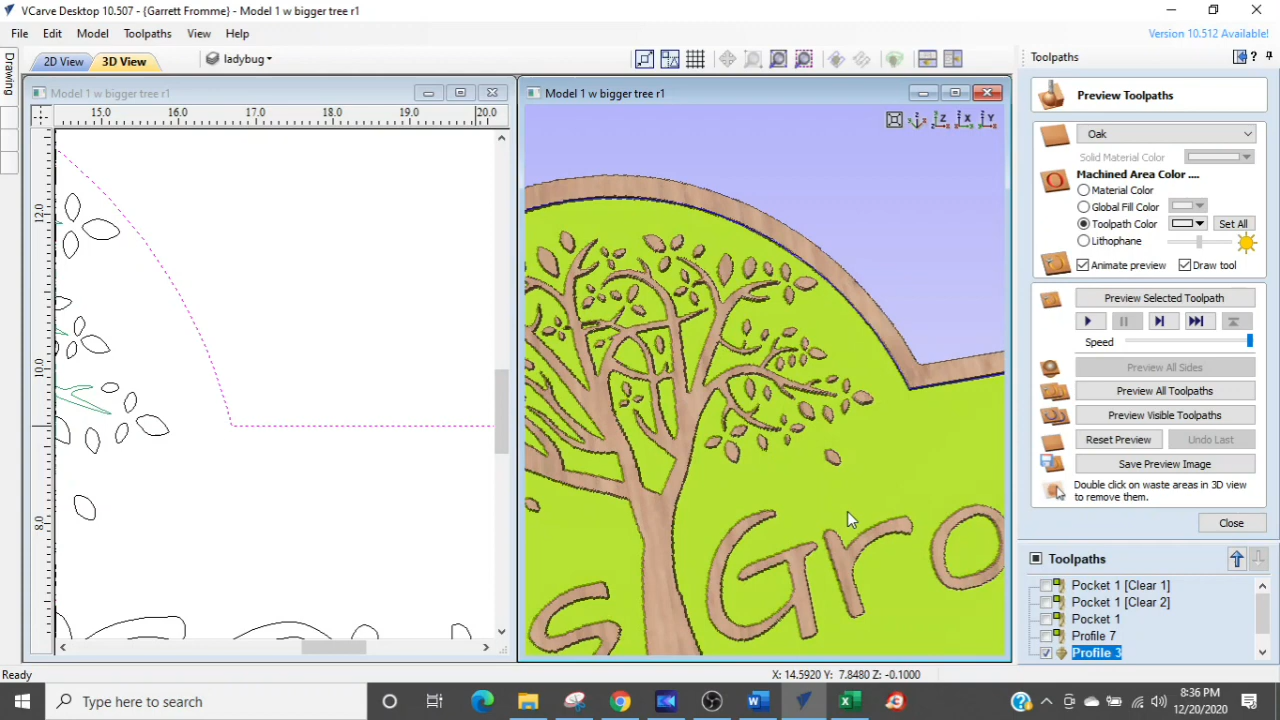 VCarve Desktop 10.507 - {Garrett Fromme} - Model 1 w bigger tree r1
File Edit Model Toolpaths View Help
Version 10.512 Available!
2D View 3D View ladybug
Toolpaths
Drawing
Model 1 w bigger tree r1
Model 1 w bigger tree r1
Preview Toolpaths
15.0 16.0 17.0 18.0 19.0 20.0
12.0
10.0
8.0
Z X Y
Oak
Solid Material Color
Machined Area Color ....
Material Color
Global Fill Color
Toolpath Color Set All
Lithophane
Animate preview Draw tool
Preview Selected Toolpath
Speed
Preview All Sides
Preview All Toolpaths
Preview Visible Toolpaths
Reset Preview Undo Last
Save Preview Image
Double click on waste areas in 3D view
to remove them.
Close
s Gro
Toolpaths
Pocket 1 [Clear 1]
Pocket 1 [Clear 2]
Pocket 1
Profile 7
Profile 3
Ready
X: 14.5920 Y: 7.8480 Z: -0.1000
Type here to search
8:36 PM
12/20/2020